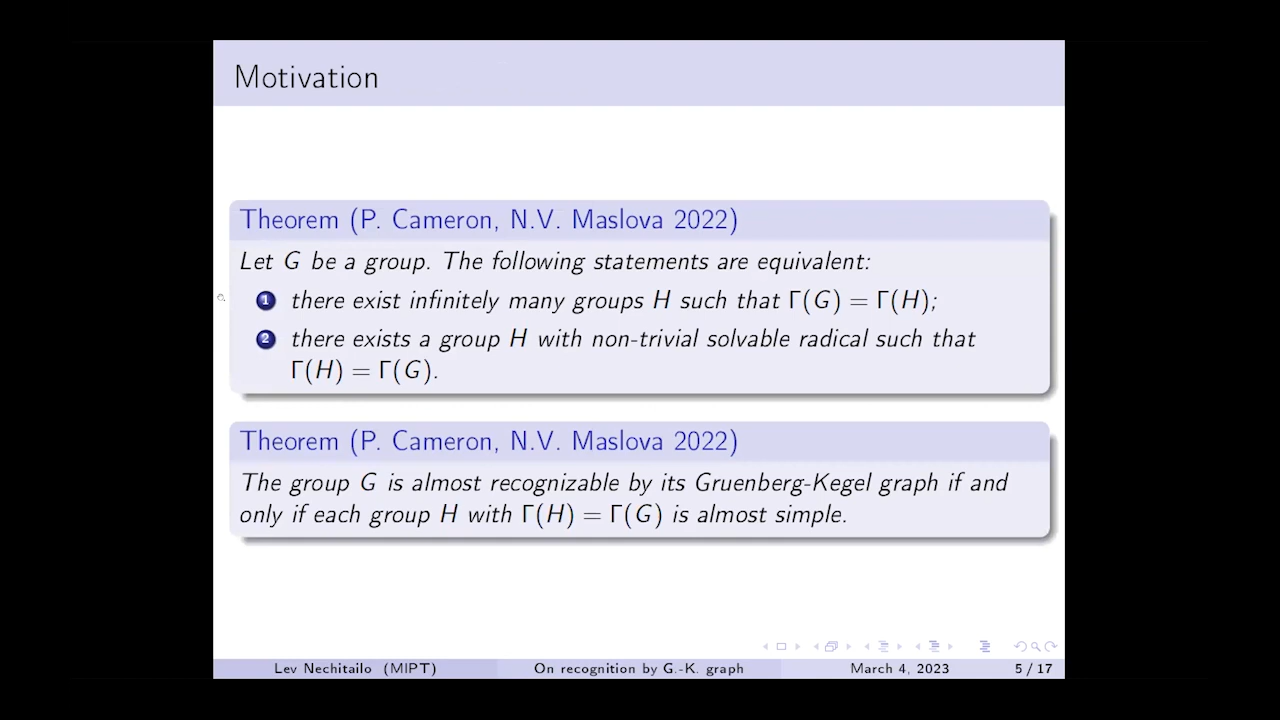 Motivation
Theorem (P. Cameron, N.V. Maslova 2022)
Let G be a group. The following statements are equivalent:
1 there exist infinitely many groups H such that Γ(G) = Γ(H);
2 there exists a group H with non-trivial solvable radical such that
Γ(H) = Γ(G).
Theorem (P. Cameron, N.V. Maslova 2022)
The group G is almost recognizable by its Gruenberg-Kegel graph if and
only if each group H with Γ(H) = Γ(G) is almost simple.
Lev Nechitailo (MIPT) On recognition by G.-K. graph March 4, 2023 5 / 17